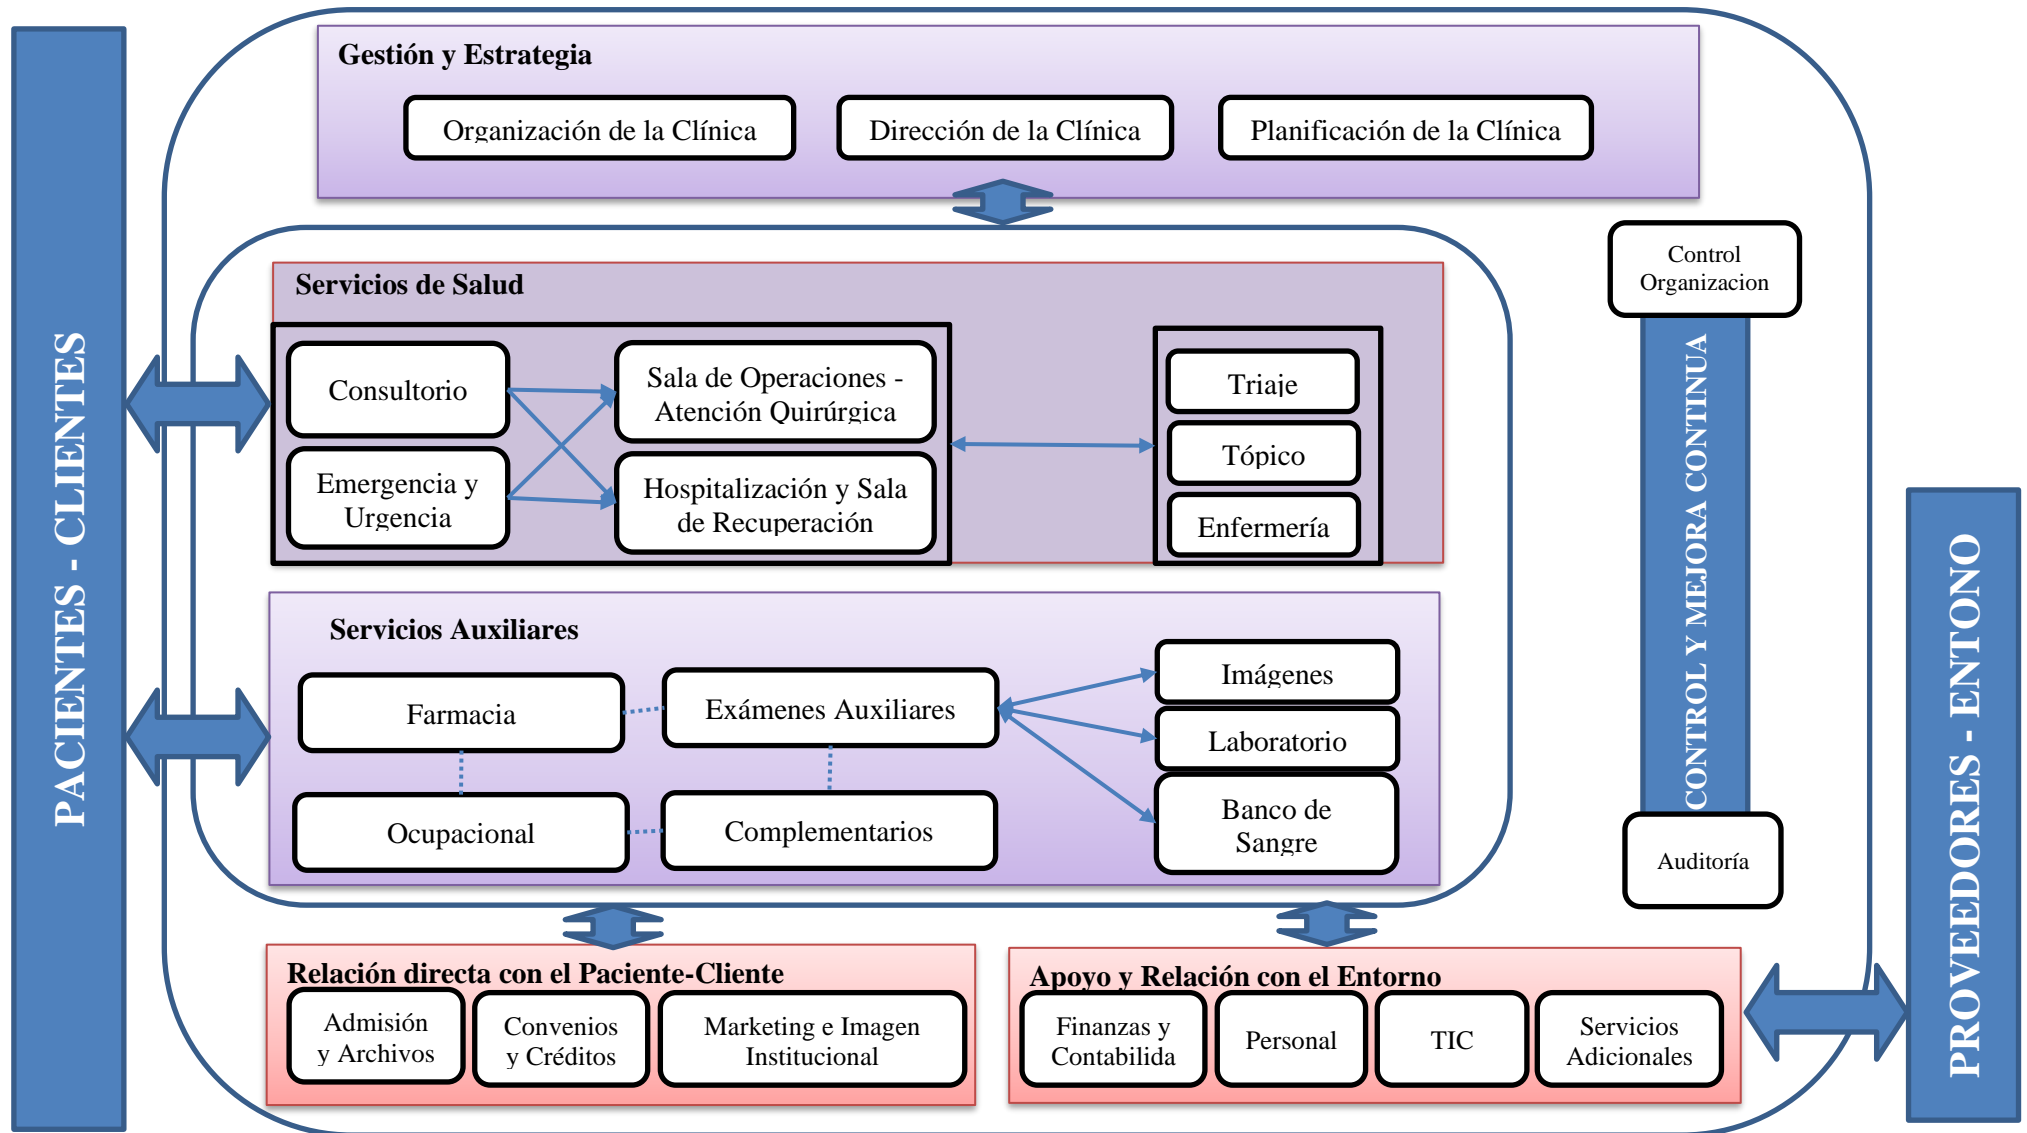 PACIENTES - CLIENTES
Gestión y Estrategia
Organización de la Clínica
Dirección de la Clínica
Planificación de la Clínica
Servicios de Salud
Consultorio
Emergencia y
Urgencia
Sala de Operaciones -
Atención Quirúrgica
Hospitalización y Sala
de Recuperación
Triaje
Tópico
Enfermería
Servicios Auxiliares
Farmacia
Exámenes Auxiliares
Ocupacional
Complementarios
Imágenes
Laboratorio
Banco de
Sangre
Control
Organizacion
CONTROL Y MEJORA CONTINUA
Auditoría
Relación directa con el Paciente-Cliente
Admisión
y Archivos
Convenios
y Créditos
Marketing e Imagen
Institucional
Apoyo y Relación con el Entorno
Finanzas y
Contabilida
Personal
TIC
Servicios
Adicionales
PROVEEDORES - ENTONO